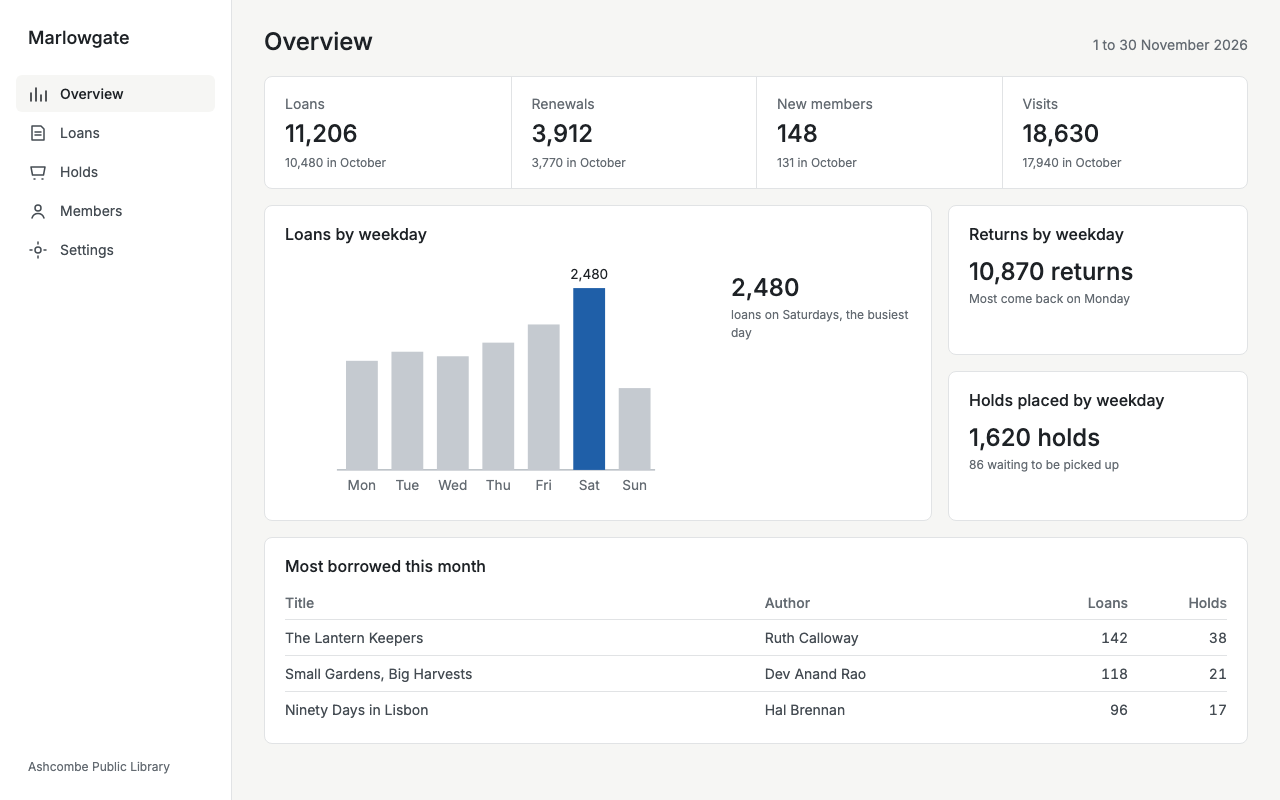 Marlowgate
Overview
Loans
Holds
Members
Settings
Ashcombe Public Library
Overview
1 to 30 November 2026
Loans
11,206
10,480 in October
Renewals
3,912
3,770 in October
New members
148
131 in October
Visits
18,630
17,940 in October
Loans by weekday
2,480
Mon Tue Wed Thu Fri Sat Sun
2,480
loans on Saturdays, the busiest
day
Returns by weekday
10,870 returns
Most come back on Monday
Holds placed by weekday
1,620 holds
86 waiting to be picked up
Most borrowed this month
Title Author Loans Holds
The Lantern Keepers Ruth Calloway 142 38
Small Gardens, Big Harvests Dev Anand Rao 118 21
Ninety Days in Lisbon Hal Brennan 96 17